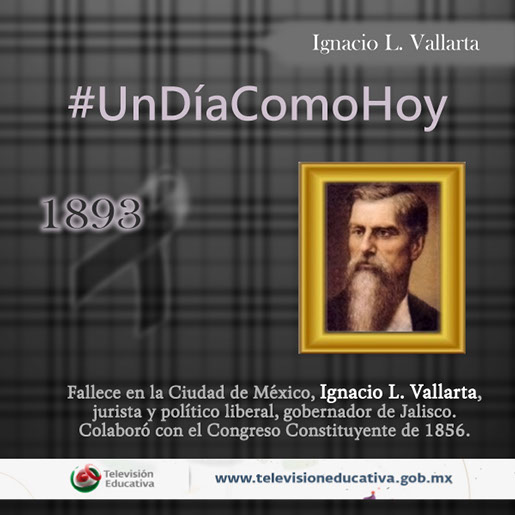 Ignacio L. Vallarta
#UnDíaComoHoy
1893
Fallece en la Ciudad de México, Ignacio L. Vallarta,
jurista y político liberal, gobernador de Jalisco.
Colaboró con el Congreso Constituyente de 1856.
Televisión
Educativa
www.televisioneducativa.gob.mx